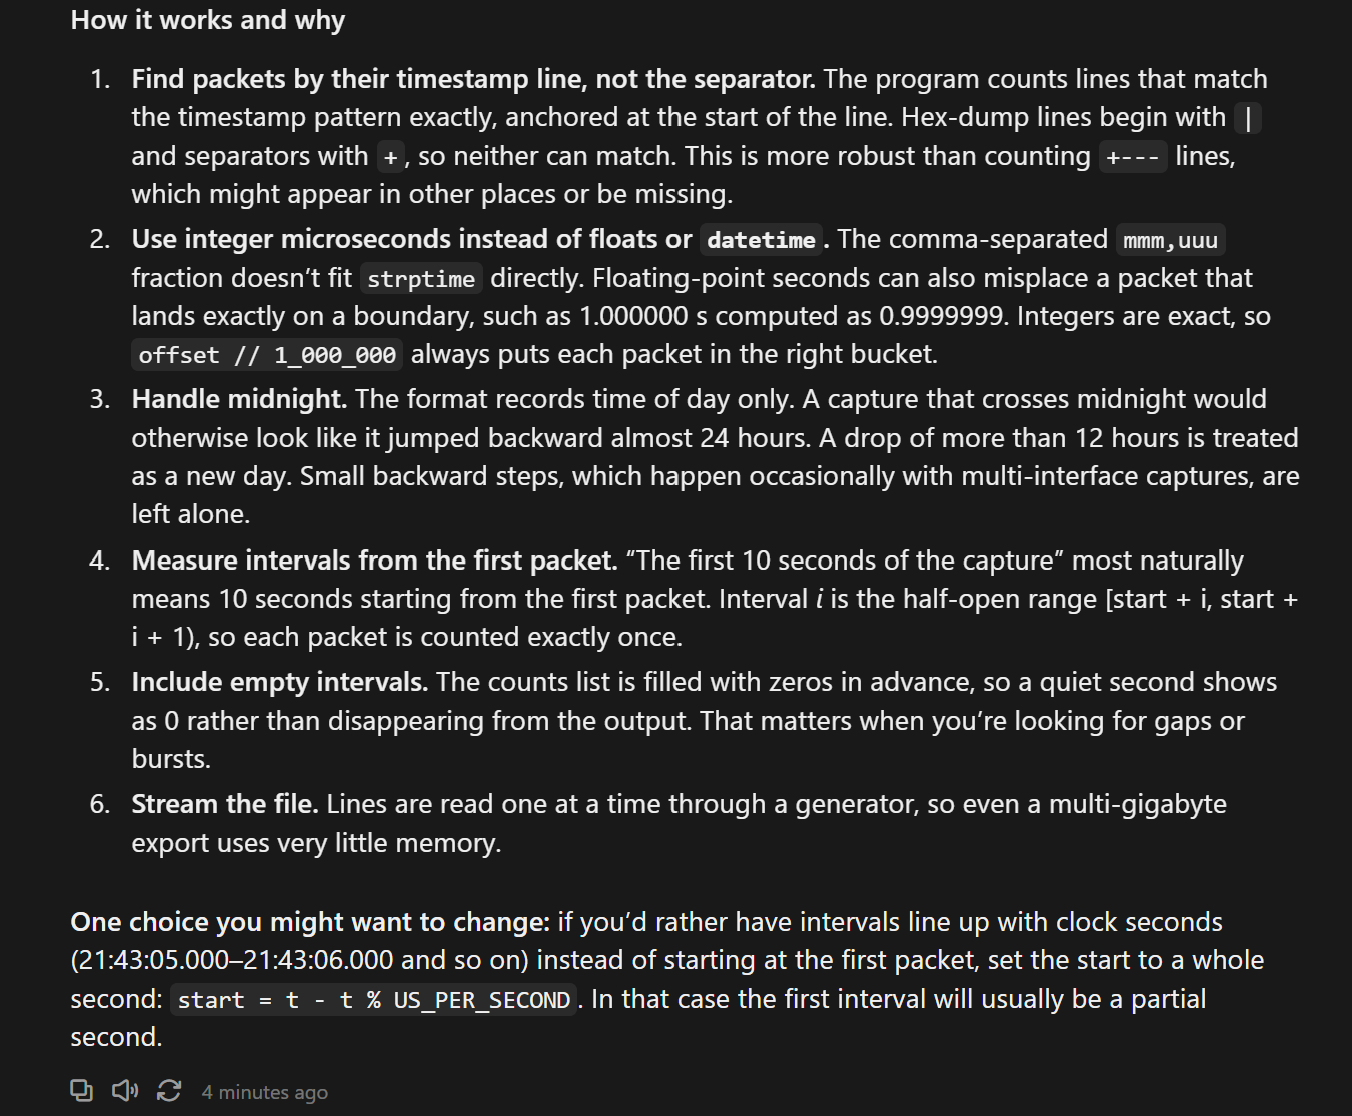 How it works and why
1. Find packets by their timestamp line, not the separator. The program counts lines that match
the timestamp pattern exactly, anchored at the start of the line. Hex-dump lines begin with |
and separators with +, so neither can match. This is more robust than counting +--- lines,
which might appear in other places or be missing.
2. Use integer microseconds instead of floats or datetime. The comma-separated mmm,uuu
fraction doesn’t fit strptime directly. Floating-point seconds can also misplace a packet that
lands exactly on a boundary, such as 1.000000 s computed as 0.9999999. Integers are exact, so
offset // 1_000_000 always puts each packet in the right bucket.
3. Handle midnight. The format records time of day only. A capture that crosses midnight would
otherwise look like it jumped backward almost 24 hours. A drop of more than 12 hours is treated
as a new day. Small backward steps, which happen occasionally with multi-interface captures, are
left alone.
4. Measure intervals from the first packet. “The first 10 seconds of the capture” most naturally
means 10 seconds starting from the first packet. Interval i is the half-open range [start + i, start +
i + 1), so each packet is counted exactly once.
5. Include empty intervals. The counts list is filled with zeros in advance, so a quiet second shows
as 0 rather than disappearing from the output. That matters when you’re looking for gaps or
bursts.
6. Stream the file. Lines are read one at a time through a generator, so even a multi-gigabyte
export uses very little memory.
One choice you might want to change: if you’d rather have intervals line up with clock seconds
(21:43:05.000–21:43:06.000 and so on) instead of starting at the first packet, set the start to a whole
second: start = t - t % US_PER_SECOND. In that case the first interval will usually be a partial
second.
4 minutes ago